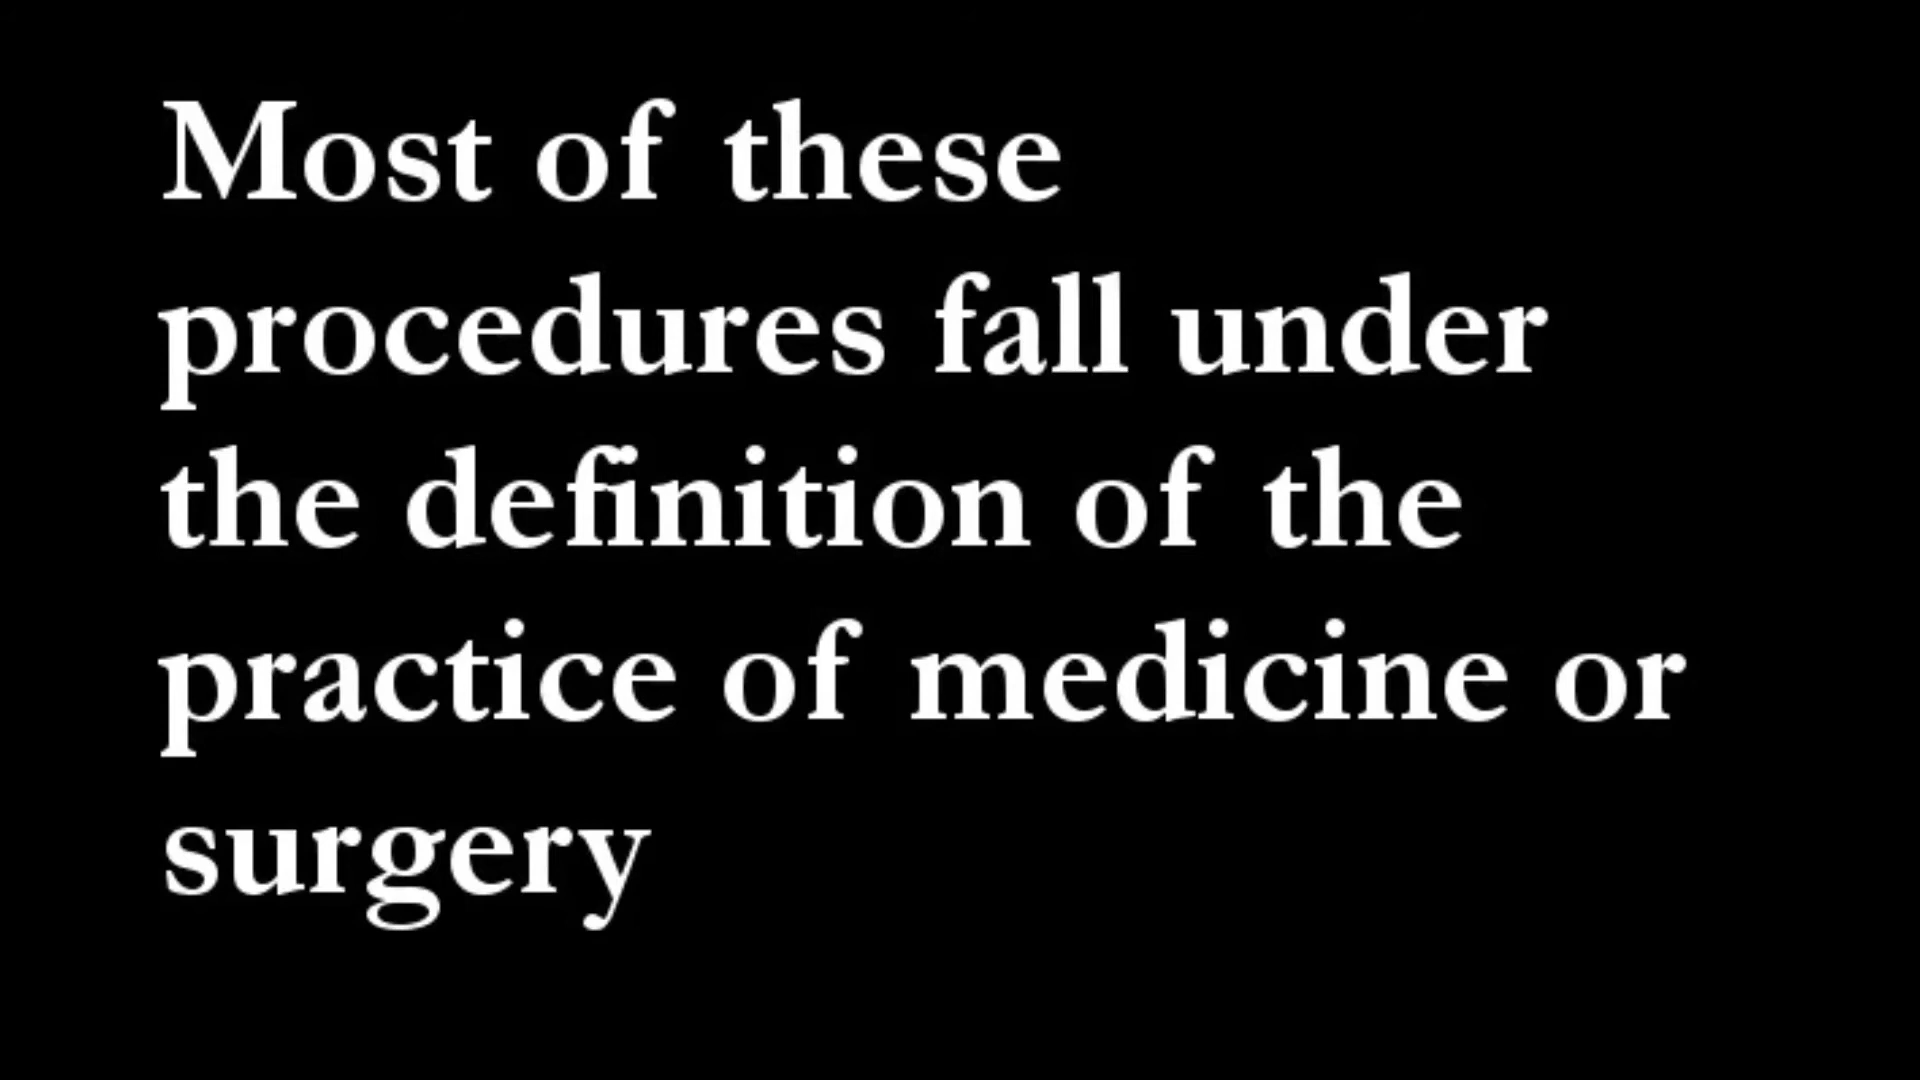 Most of these
procedures fall under
the definition of the
practice of medicine or
surgery